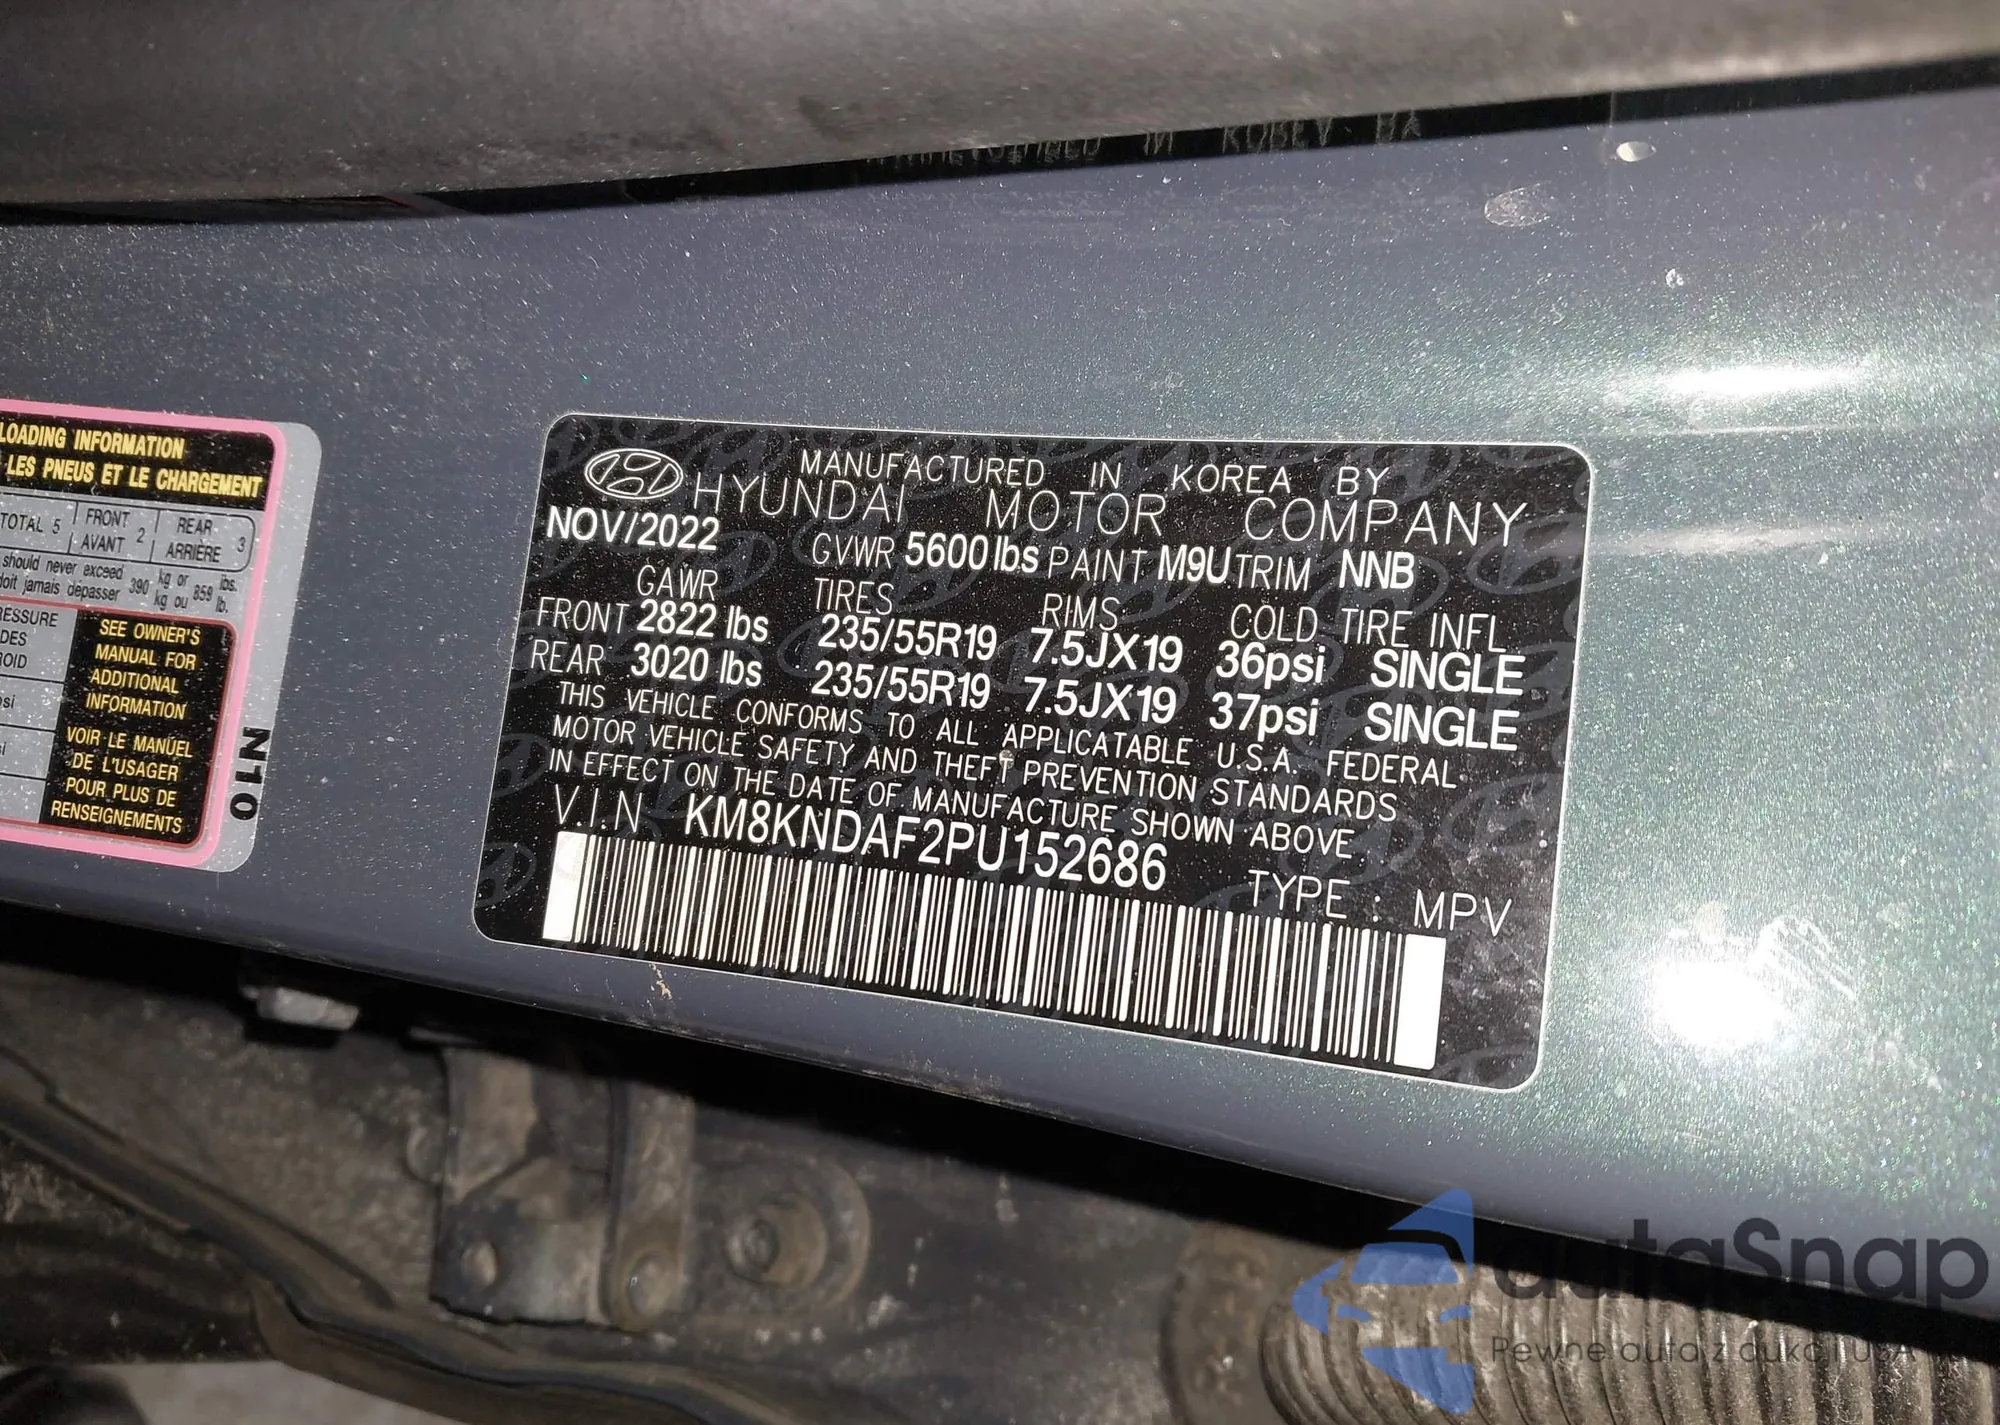 LOADING INFORMATION
LES PNEUS ET LE CHARGEMENT
TOTAL 5 FRONT AVANT 2 REAR ARRIÈRE 3
should never exceed 390 kg or 859 lbs.
doit jamais dépasser kg ou lb.
SEE OWNER'S
MANUAL FOR
ADDITIONAL
INFORMATION
VOIR LE MANUEL
DE L'USAGER
POUR PLUS DE
RENSEIGNEMENTS
N10
MANUFACTURED IN KOREA BY
HYUNDAI MOTOR COMPANY
NOV/2022 GVWR 5600 lbs PAINT M9U TRIM NNB
GAWR TIRES RIMS COLD TIRE INFL
FRONT 2822 lbs 235/55R19 7.5JX19 36psi SINGLE
REAR 3020 lbs 235/55R19 7.5JX19 37psi SINGLE
THIS VEHICLE CONFORMS TO ALL APPLICATABLE U.S.A. FEDERAL
MOTOR VEHICLE SAFETY AND THEFT PREVENTION STANDARDS
IN EFFECT ON THE DATE OF MANUFACTURE SHOWN ABOVE.
V.I.N KM8KNDAF2PU152686
TYPE : MPV
autaSnap
Pewne auta z aukcji USA